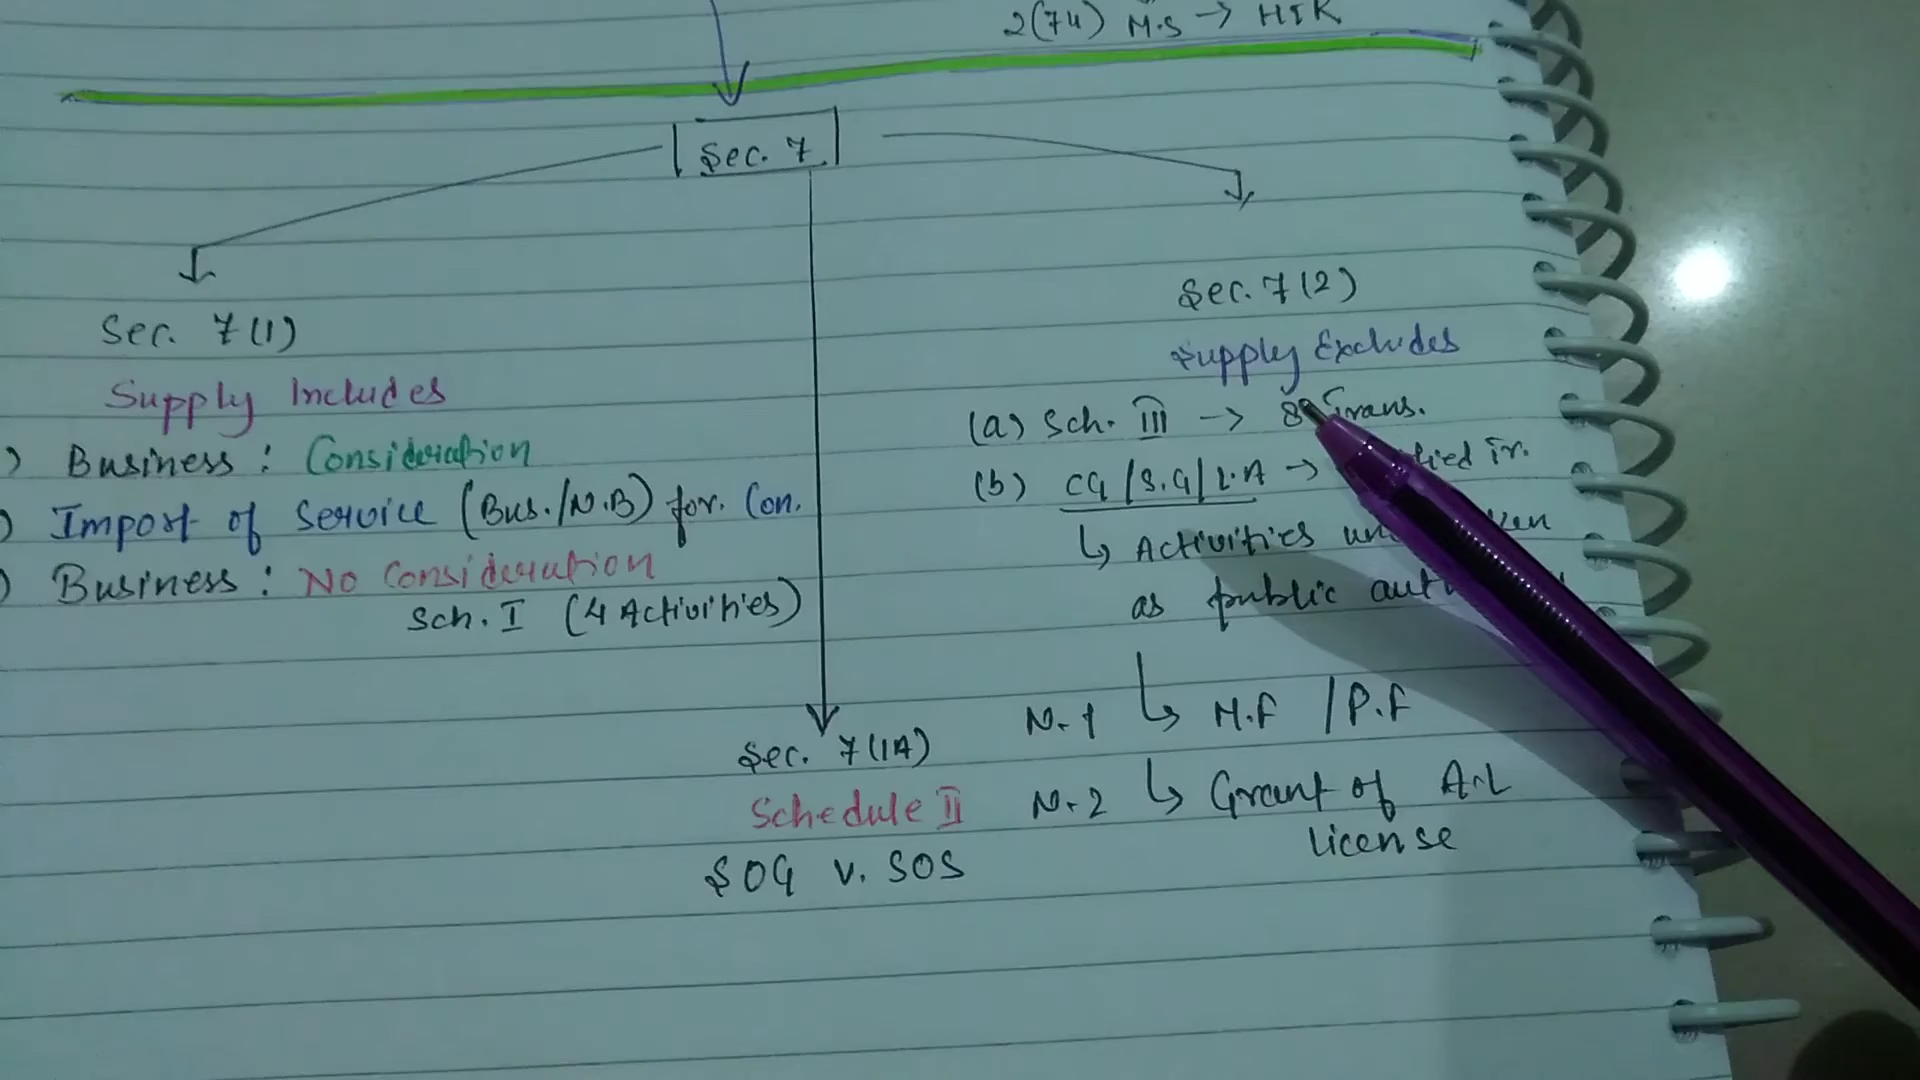 2(74) M.S → HIK
Sec. 7
Sec. 7(1)
Supply Includes
) Business : Consideration
) Import of Service (Bus./N.B) for. Con.
) Business : No Consideration
Sch. I (4 Activities)
Sec. 7(1A)
Schedule II
SOG v. SOS
Sec. 7(2)
Supply Excludes
(a) Sch. III → 8 Trans.
(b) CG/S.G/L.A →
↳ Activities
as public
N.1 ↳ M.F /P.F
N.2 ↳ Grant of A.L
license